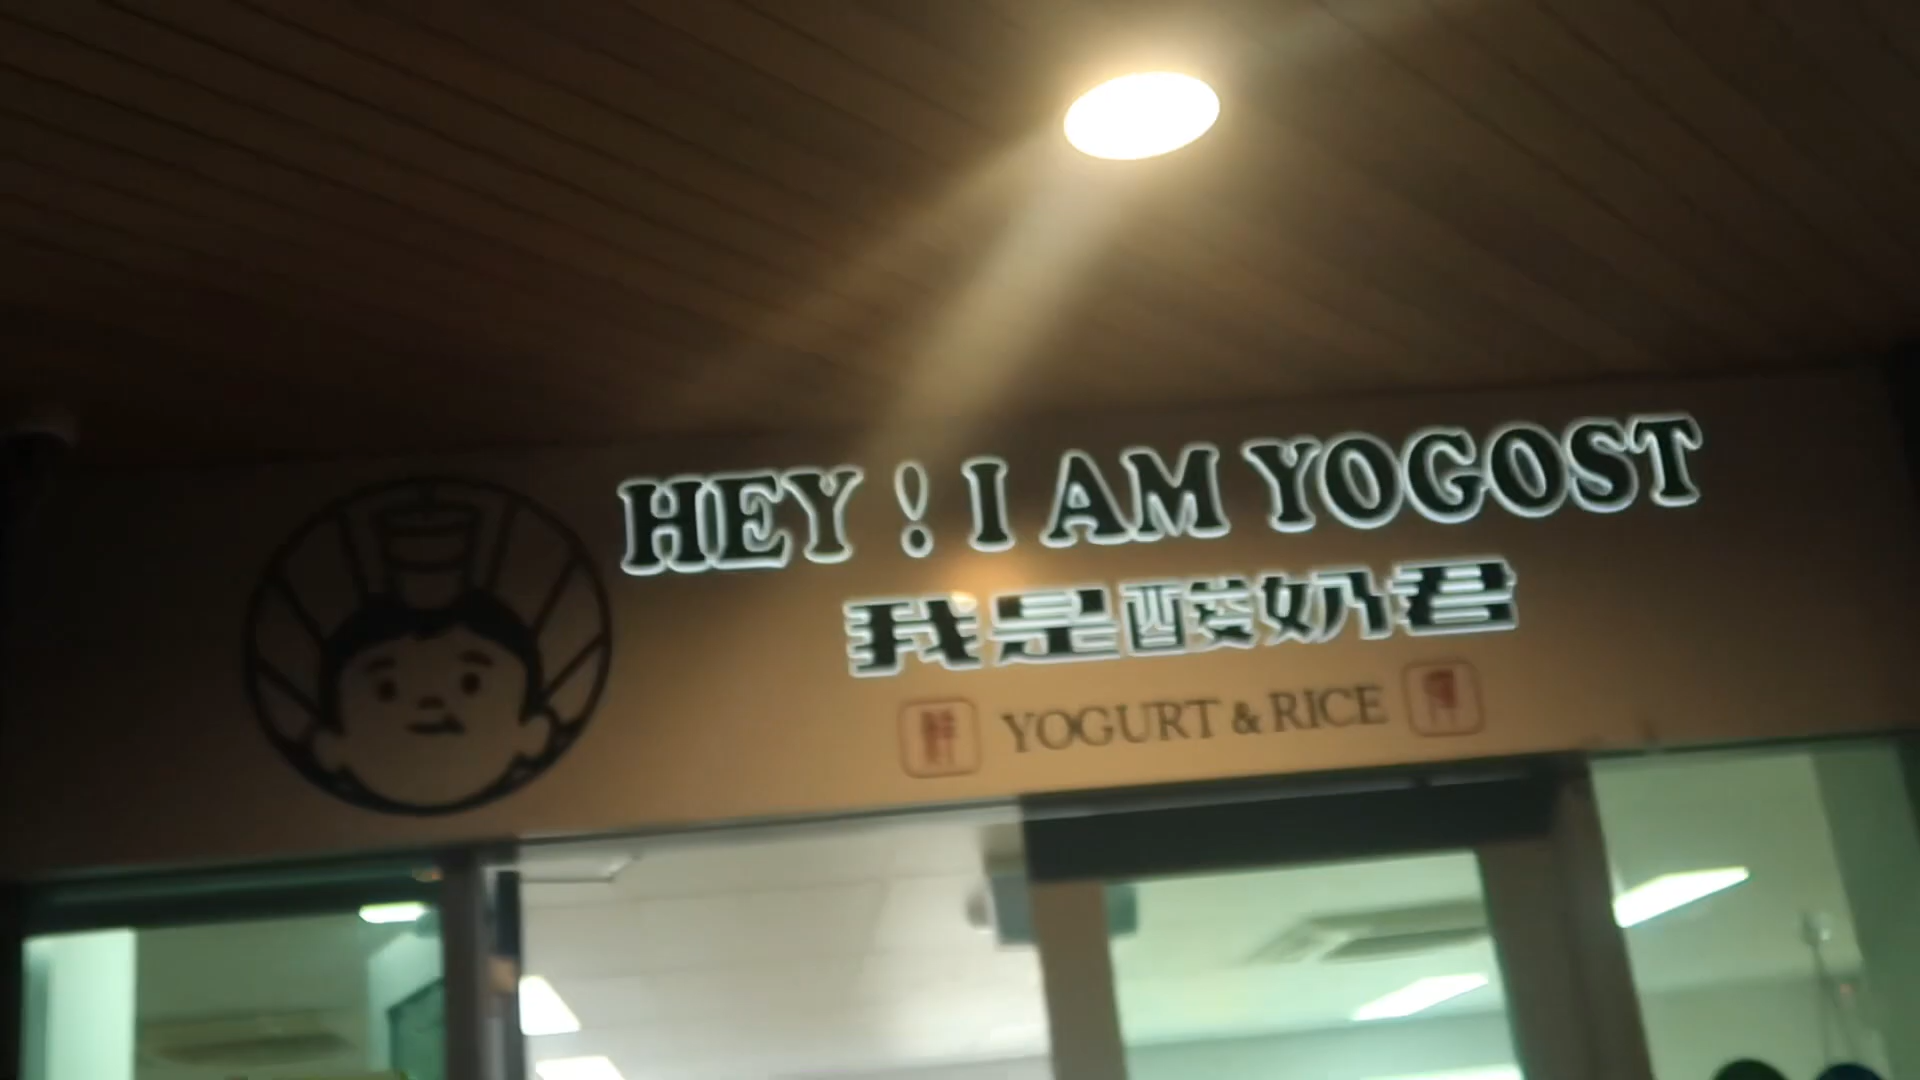 HEY ! I AM YOGOST
我是酸奶君
YOGURT & RICE